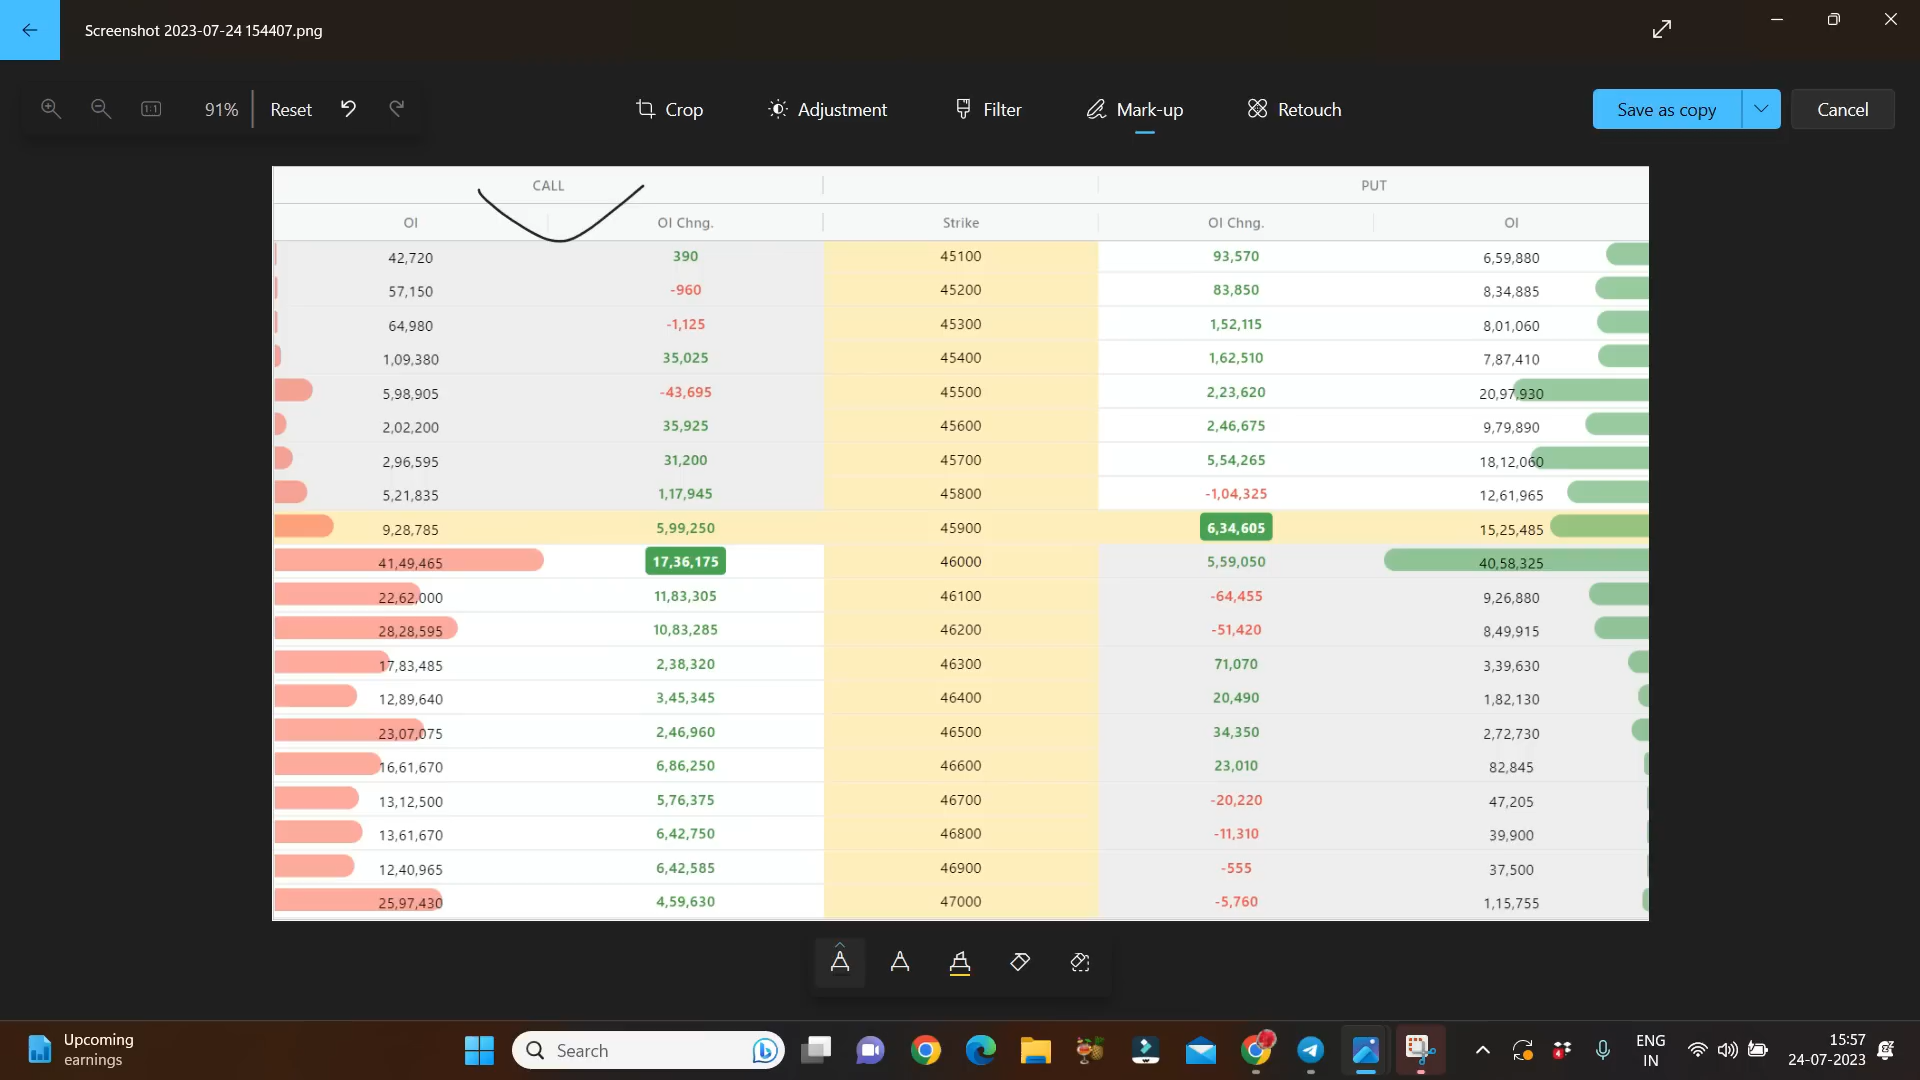 Screenshot 2023-07-24 154407.png
91% Reset Crop Adjustment Filter Mark-up Retouch Save as copy Cancel
CALL PUT
OI OI Chng. Strike OI Chng. OI
42,720 390 45100 93,570 6,59,880
57,150 -960 45200 83,850 8,34,885
64,980 -1,125 45300 1,52,115 8,01,060
1,09,380 35,025 45400 1,62,510 7,87,410
5,98,905 -43,695 45500 2,23,620 20,97,930
2,02,200 35,925 45600 2,46,675 9,79,890
2,96,595 31,200 45700 5,54,265 18,12,060
5,21,835 1,17,945 45800 -1,04,325 12,61,965
9,28,785 5,99,250 45900 6,34,605 15,25,485
41,49,465 17,36,175 46000 5,59,050 40,58,325
22,62,000 11,83,305 46100 -64,455 9,26,880
28,28,595 10,83,285 46200 -51,420 8,49,915
17,83,485 2,38,320 46300 71,070 3,39,630
12,89,640 3,45,345 46400 20,490 1,82,130
23,07,075 2,46,960 46500 34,350 2,72,730
16,61,670 6,86,250 46600 23,010 82,845
13,12,500 5,76,375 46700 -20,220 47,205
13,61,670 6,42,750 46800 -11,310 39,900
12,40,965 6,42,585 46900 -555 37,500
25,97,430 4,59,630 47000 -5,760 1,15,755
Upcoming
earnings
Search
ENG
IN
15:57
24-07-2023